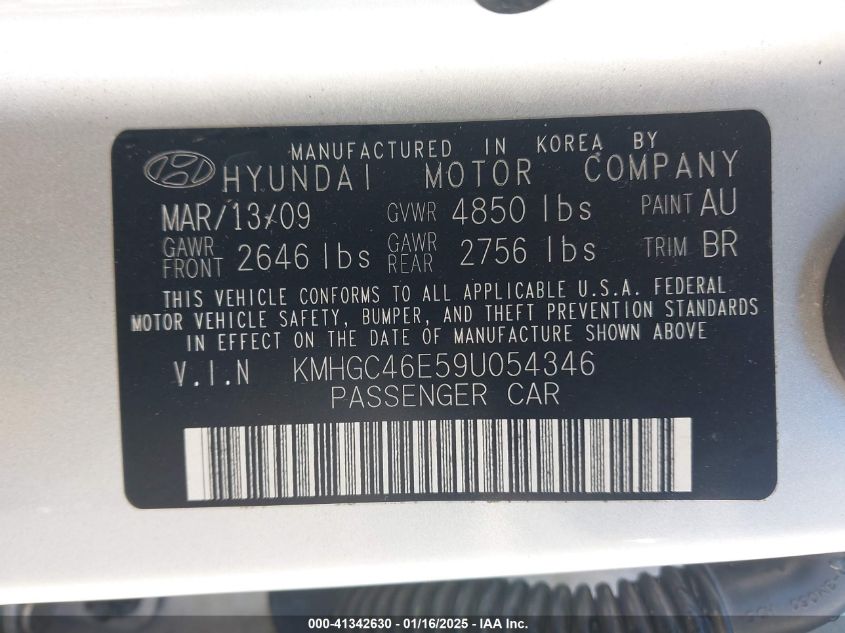 MANUFACTURED IN KOREA BY
HYUNDAI MOTOR COMPANY
MAR/13/09 GVWR 4850 lbs PAINT AU
GAWR FRONT 2646 lbs GAWR REAR 2756 lbs TRIM BR
THIS VEHICLE CONFORMS TO ALL APPLICABLE U.S.A. FEDERAL
MOTOR VEHICLE SAFETY, BUMPER, AND THEFT PREVENTION STANDARDS
IN EFFECT ON THE DATE OF MANUFACTURE SHOWN ABOVE
V.I.N KMHGC46E59U054346
PASSENGER CAR
000-41342630 - 01/16/2025 - IAA Inc.